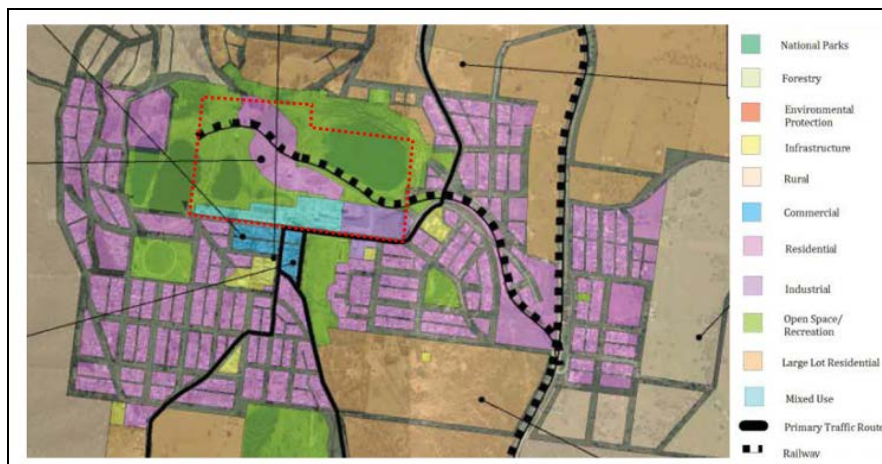 National Parks
Forestry
Environmental
Protection
Infrastructure
Rural
Commercial
Residential
Industrial
Open Space/
Recreation
Large Lot Residential
Mixed Use
Primary Traffic Route
Railway